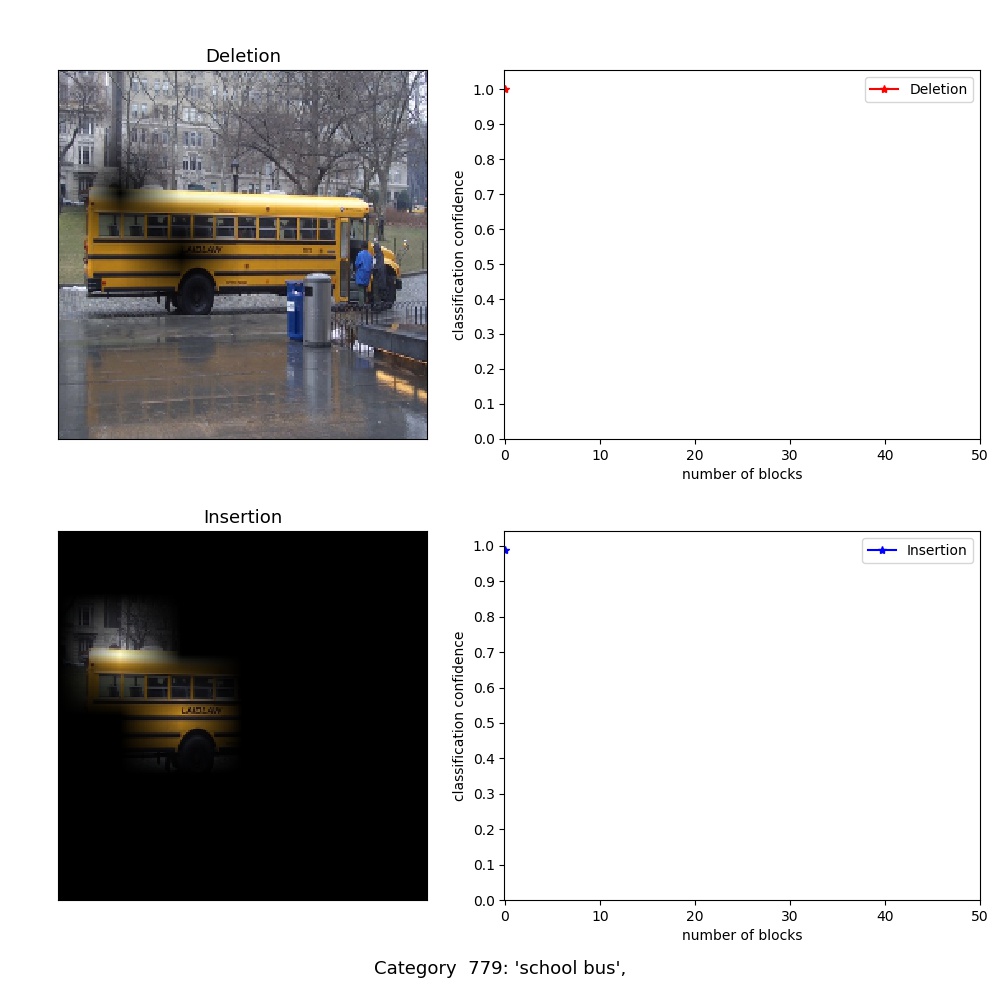 Deletion
1.0
0.9
0.8
0.7
0.6
0.5
0.4
0.3
0.2
0.1
0.0
classification confidence
0 10 20 30 40 50
number of blocks
Deletion
LAIDLAW
Insertion
1.0
0.9
0.8
0.7
0.6
0.5
0.4
0.3
0.2
0.1
0.0
classification confidence
0 10 20 30 40 50
number of blocks
Insertion
LAIDLAW
Category 779: 'school bus',